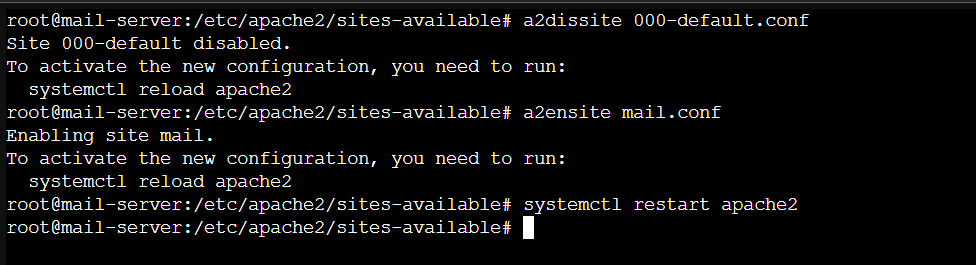 root@mail-server:/etc/apache2/sites-available# a2dissite 000-default.conf
Site 000-default disabled.
To activate the new configuration, you need to run:
  systemctl reload apache2
root@mail-server:/etc/apache2/sites-available# a2ensite mail.conf
Enabling site mail.
To activate the new configuration, you need to run:
  systemctl reload apache2
root@mail-server:/etc/apache2/sites-available# systemctl restart apache2
root@mail-server:/etc/apache2/sites-available#